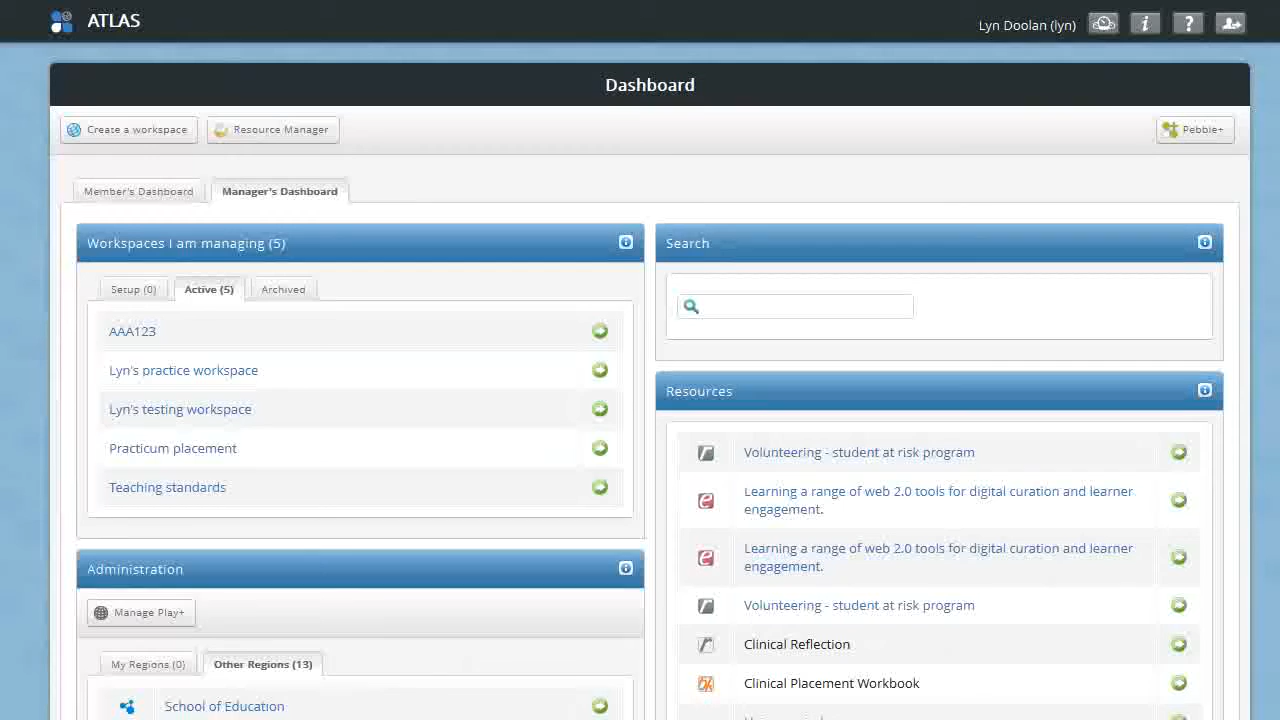 ATLAS
Lyn Doolan (lyn)
Dashboard
Create a workspace
Resource Manager
Pebble+
Member's Dashboard
Manager's Dashboard
Workspaces I am managing (5)
Setup (0)
Active (5)
Archived
AAA123
Lyn's practice workspace
Lyn's testing workspace
Practicum placement
Teaching standards
Administration
Manage Play+
My Regions (0)
Other Regions (13)
School of Education
Search
Resources
Volunteering - student at risk program
Learning a range of web 2.0 tools for digital curation and learner
engagement.
Learning a range of web 2.0 tools for digital curation and learner
engagement.
Volunteering - student at risk program
Clinical Reflection
Clinical Placement Workbook